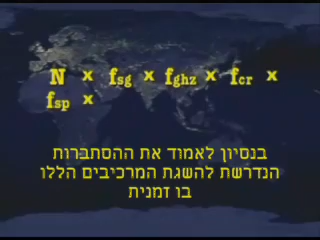 N x fsg x fghz x fcr x
fsp x
בנסיון לאמוד את ההסתברות
הנדרשת להשגת המרכיבים הללו
בו זמנית